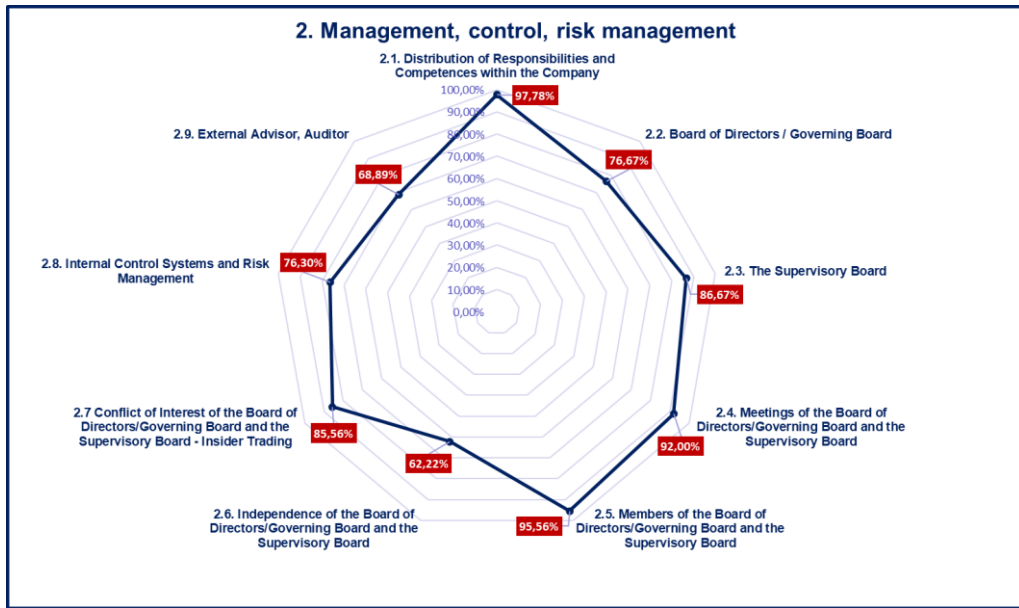 2. Management, control, risk management
2.1. Distribution of Responsibilities and
Competences within the Company
100,00%
97,78%
90,00%
80,00%
70,00%
60,00%
50,00%
40,00%
30,00%
20,00%
10,00%
0,00%
2.2. Board of Directors / Governing Board
76,67%
2.3. The Supervisory Board
86,67%
2.4. Meetings of the Board of
Directors/Governing Board and the
Supervisory Board
92,00%
2.5. Members of the Board of
Directors/Governing Board and the
Supervisory Board
95,56%
2.6. Independence of the Board of
Directors/Governing Board and the
Supervisory Board
62,22%
2.7 Conflict of Interest of the Board of
Directors/Governing Board and the
Supervisory Board - Insider Trading
85,56%
2.8. Internal Control Systems and Risk
Management
76,30%
2.9. External Advisor, Auditor
68,89%